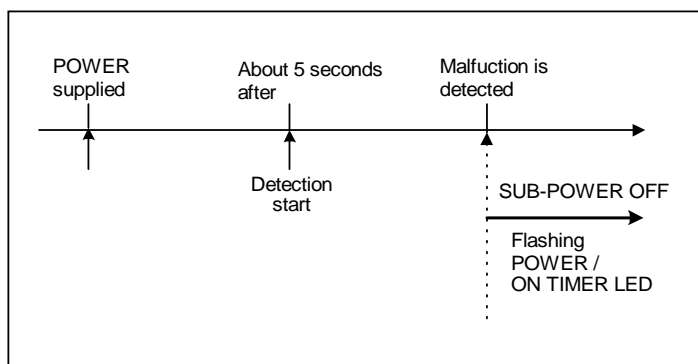 POWER
supplied
About 5 seconds
after
Malfuction is
detected
Detection
start
SUB-POWER OFF
Flashing
POWER /
ON TIMER LED